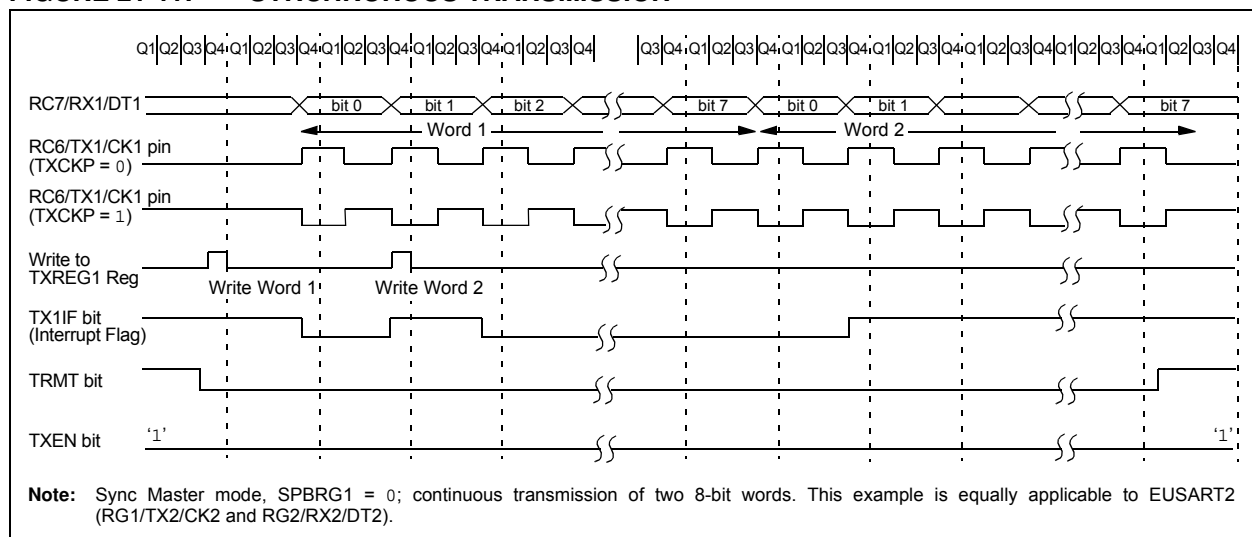 Q1 Q2 Q3 Q4 Q1 Q2 Q3 Q4 Q1 Q2 Q3 Q4 Q1 Q2 Q3 Q4 Q1 Q2 Q3 Q4 Q3 Q4 Q1 Q2 Q3 Q4 Q1 Q2 Q3 Q4 Q1 Q2 Q3 Q4 Q1 Q2 Q3 Q4 Q1 Q2 Q3 Q4 Q1 Q2 Q3 Q4
RC7/RX1/DT1
bit 0 bit 1 bit 2 bit 7 bit 0 bit 1 bit 7
Word 1 Word 2
RC6/TX1/CK1 pin
(TXCKP = 0)
RC6/TX1/CK1 pin
(TXCKP = 1)
Write to
TXREG1 Reg
Write Word 1 Write Word 2
TX1IF bit
(Interrupt Flag)
TRMT bit
TXEN bit
‘1’ ‘1’
Note: Sync Master mode, SPBRG1 = 0; continuous transmission of two 8-bit words. This example is equally applicable to EUSART2
(RG1/TX2/CK2 and RG2/RX2/DT2).